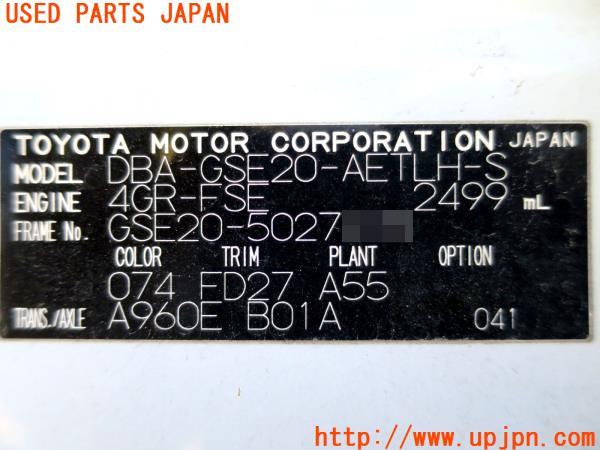 USED PARTS JAPAN
TOYOTA MOTOR CORPORATION JAPAN
MODEL DBA-GSE20-AETLH-S
ENGINE 4GR-FSE 2499 mL
FRAME No. GSE20-5027
COLOR TRIM PLANT OPTION
074 FD27 A55
TRANS./AXLE A960E B01A 041
http://www.upjpn.com/